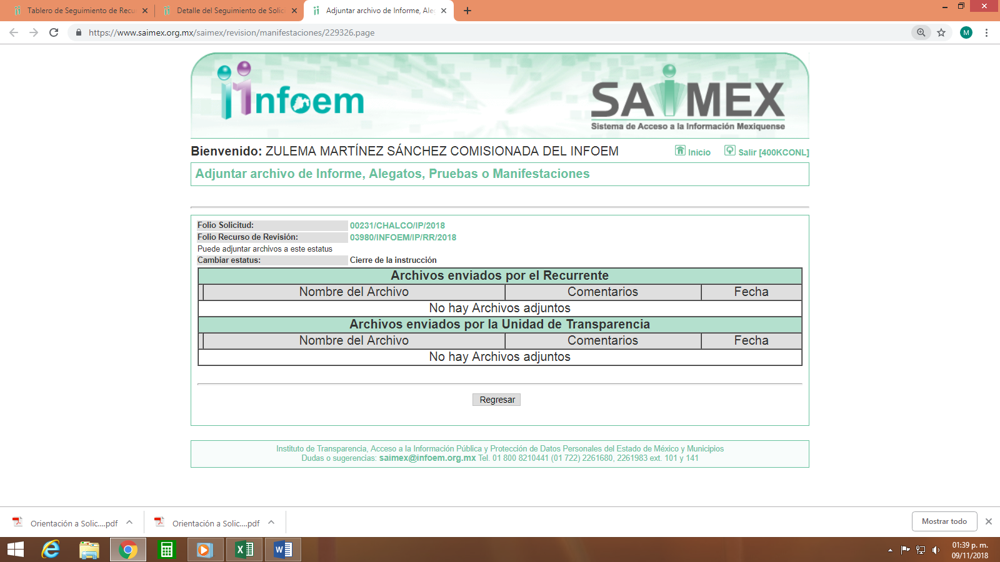 Tablero de Seguimiento de Recu
Detalle del Seguimiento de Solic
Adjuntar archivo de Informe, Aleg
https://www.saimex.org.mx/saimex/revision/manifestaciones/229326.page
M
infoem
SAIMEX
Sistema de Acceso a la Información Mexiquense
Bienvenido: ZULEMA MARTÍNEZ SÁNCHEZ COMISIONADA DEL INFOEM
Inicio
Salir [400KCONL]
Adjuntar archivo de Informe, Alegatos, Pruebas o Manifestaciones
Folio Solicitud: 00231/CHALCO/IP/2018
Folio Recurso de Revisión: 03980/INFOEM/IP/RR/2018
Puede adjuntar archivos a este estatus
Cambiar estatus: Cierre de la instrucción
Archivos enviados por el Recurrente
Nombre del Archivo Comentarios Fecha
No hay Archivos adjuntos
Archivos enviados por la Unidad de Transparencia
Nombre del Archivo Comentarios Fecha
No hay Archivos adjuntos
Regresar
Instituto de Transparencia, Acceso a la Información Pública y Protección de Datos Personales del Estado de México y Municipios
Dudas o sugerencias: saimex@infoem.org.mx Tel. 01 800 8210441 (01 722) 2261680, 2261983 ext. 101 y 141
Orientación a Solic....pdf
Orientación a Solic....pdf
Mostrar todo
01:39 p. m.
09/11/2018